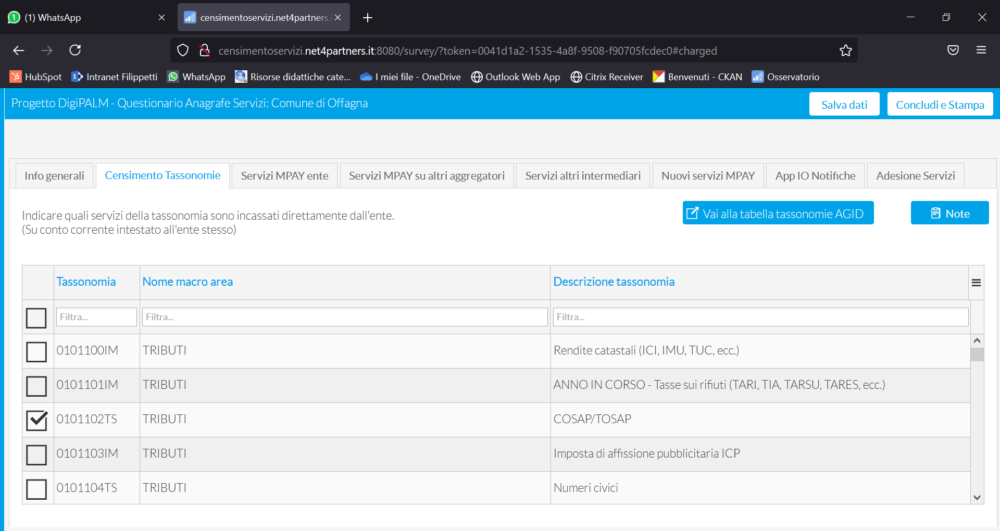 (1) WhatsApp
censimentoservizi.net4partners.i
censimentoservizi.net4partners.it:8080/survey/?token=0041d1a2-1535-4a8f-9508-f90705fcdec0#charged
HubSpot
Intranet Filippetti
WhatsApp
Risorse didattiche cate...
I miei file - OneDrive
Outlook Web App
Citrix Receiver
Benvenuti - CKAN
Osservatorio
Progetto DigiPALM - Questionario Anagrafe Servizi: Comune di Offagna
Salva dati
Concludi e Stampa
Info generali
Censimento Tassonomie
Servizi MPAY ente
Servizi MPAY su altri aggregatori
Servizi altri intermediari
Nuovi servizi MPAY
App IO Notifiche
Adesione Servizi
Indicare quali servizi della tassonomia sono incassati direttamente dall'ente.
(Su conto corrente intestato all'ente stesso)
Vai alla tabella tassonomie AGID
Note
Tassonomia Nome macro area Descrizione tassonomia
Filtra... Filtra... Filtra...
0101100IM TRIBUTI Rendite catastali (ICI, IMU, TUC, ecc.)
0101101IM TRIBUTI ANNO IN CORSO - Tasse sui rifiuti (TARI, TIA, TARSU, TARES, ecc.)
0101102TS TRIBUTI COSAP/TOSAP
0101103IM TRIBUTI Imposta di affissione pubblicitaria ICP
0101104TS TRIBUTI Numeri civici